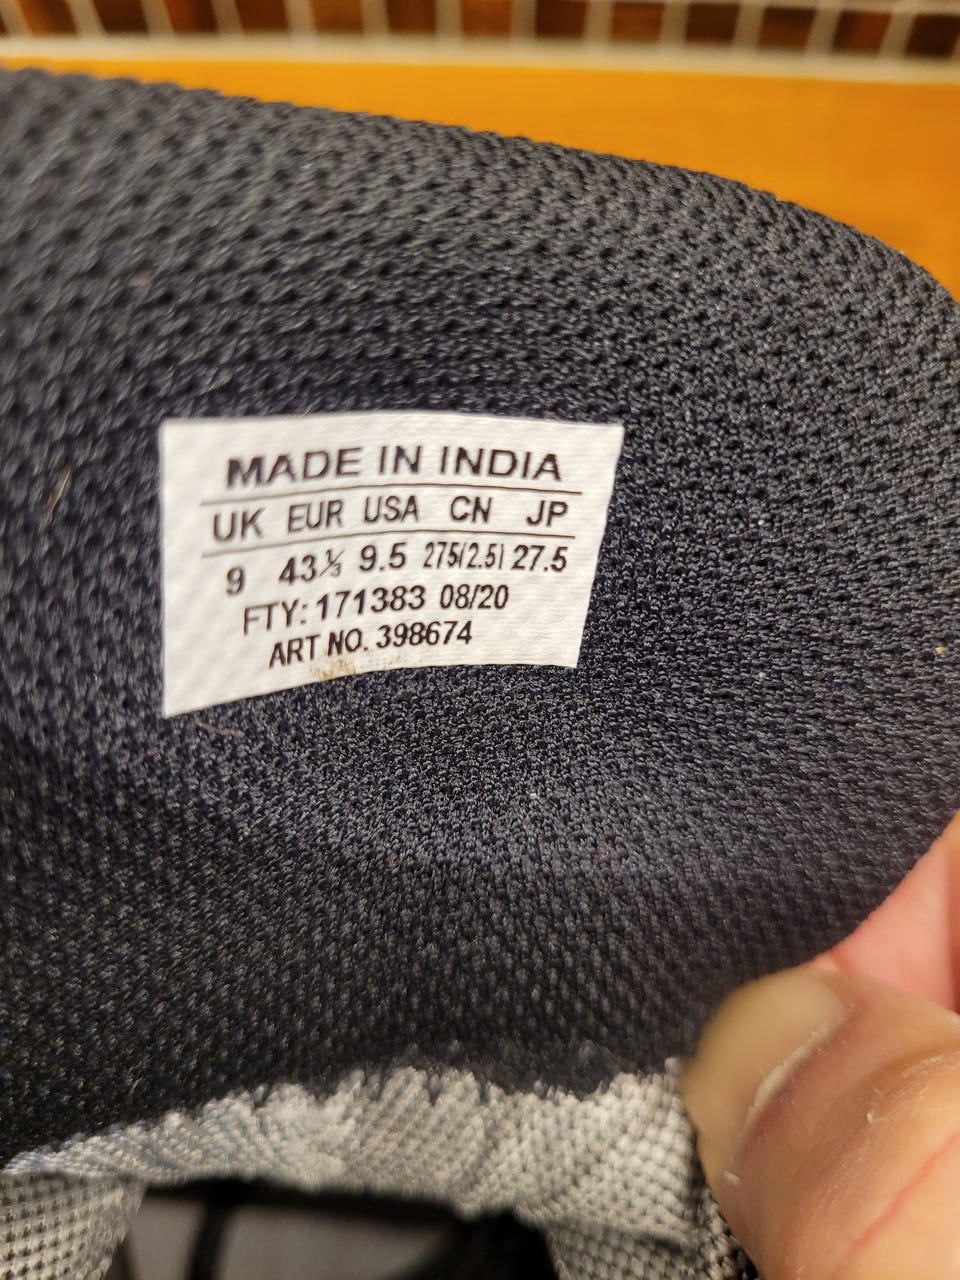 MADE IN INDIA
UK EUR USA CN JP
9 43⅓ 9.5 275(2.5) 27.5
FTY: 171383 08/20
ART NO. 398674